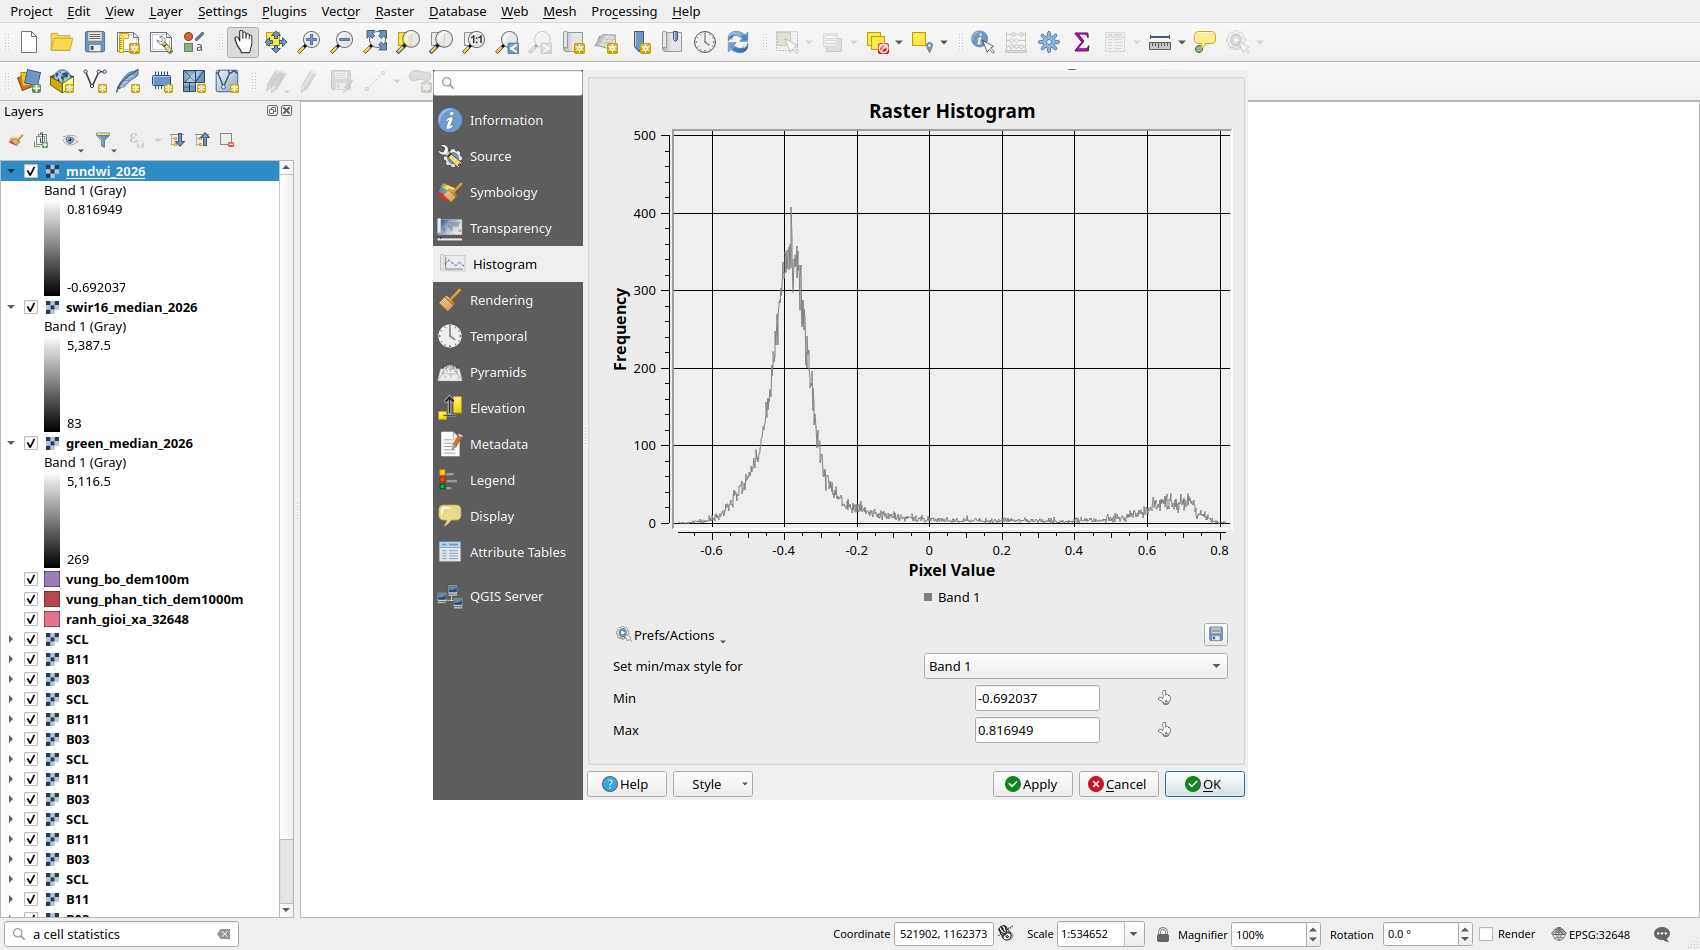 Project Edit View Layer Settings Plugins Vector Raster Database Web Mesh Processing Help
Layers
mndwi_2026
Band 1 (Gray)
0.816949
-0.692037
swir16_median_2026
Band 1 (Gray)
5,387.5
83
green_median_2026
Band 1 (Gray)
5,116.5
269
vung_bo_dem100m
vung_phan_tich_dem1000m
ranh_gioi_xa_32648
SCL
B11
B03
SCL
B11
B03
SCL
B11
B03
SCL
B11
B03
SCL
B11
Information
Source
Symbology
Transparency
Histogram
Rendering
Temporal
Pyramids
Elevation
Metadata
Legend
Display
Attribute Tables
QGIS Server
Raster Histogram
Frequency
500
400
300
200
100
0
-0.6 -0.4 -0.2 0 0.2 0.4 0.6 0.8
Pixel Value
Band 1
Prefs/Actions
Set min/max style for Band 1
Min -0.692037
Max 0.816949
Help Style Apply Cancel OK
a cell statistics Coordinate 521902, 1162373 Scale 1:534652 Magnifier 100% Rotation 0.0 ° Render EPSG:32648